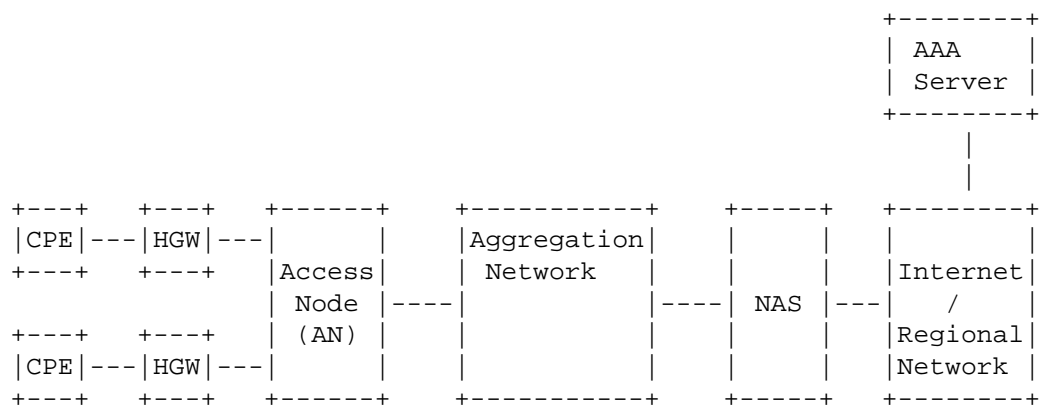 AAA
Server
CPE HGW Aggregation
Access Network Internet
Node NAS /
(AN) Regional
CPE HGW Network